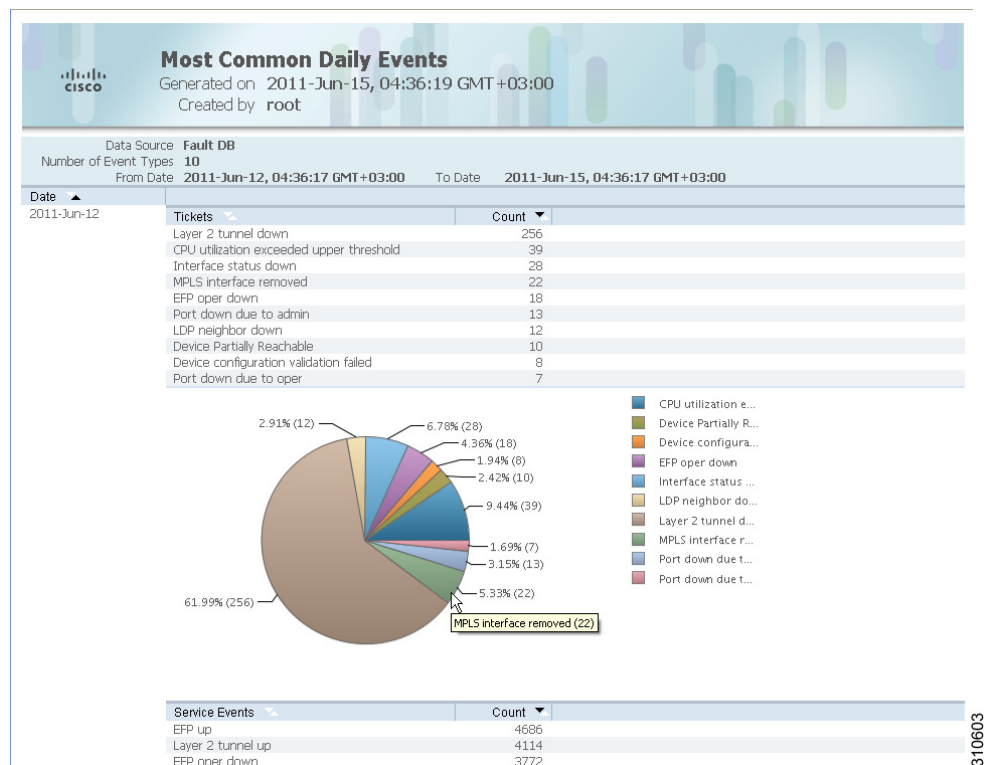 Most Common Daily Events
CISCO
Generated on 2011-Jun-15, 04:36:19 GMT+03:00
Created by root
Data Source Fault DB
Number of Event Types 10
From Date 2011-Jun-12, 04:36:17 GMT+03:00 To Date 2011-Jun-15, 04:36:17 GMT+03:00
Date
2011-Jun-12
Tickets Count
Layer 2 tunnel down 256
CPU utilization exceeded upper threshold 39
Interface status down 28
MPLS interface removed 22
EFP oper down 18
Port down due to admin 13
LDP neighbor down 12
Device Partially Reachable 10
Device configuration validation failed 8
Port down due to oper 7
2.91% (12)
6.78% (28)
4.36% (18)
1.94% (8)
2.42% (10)
9.44% (39)
1.69% (7)
3.15% (13)
5.33% (22)
61.99% (256)
MPLS interface removed (22)
CPU utilization e...
Device Partially R...
Device configura...
EFP oper down
Interface status ...
LDP neighbor do...
Layer 2 tunnel d...
MPLS interface r...
Port down due t...
Port down due t...
Service Events Count
EFP up 4686
Layer 2 tunnel up 4114
EFP oper down 3772
310603